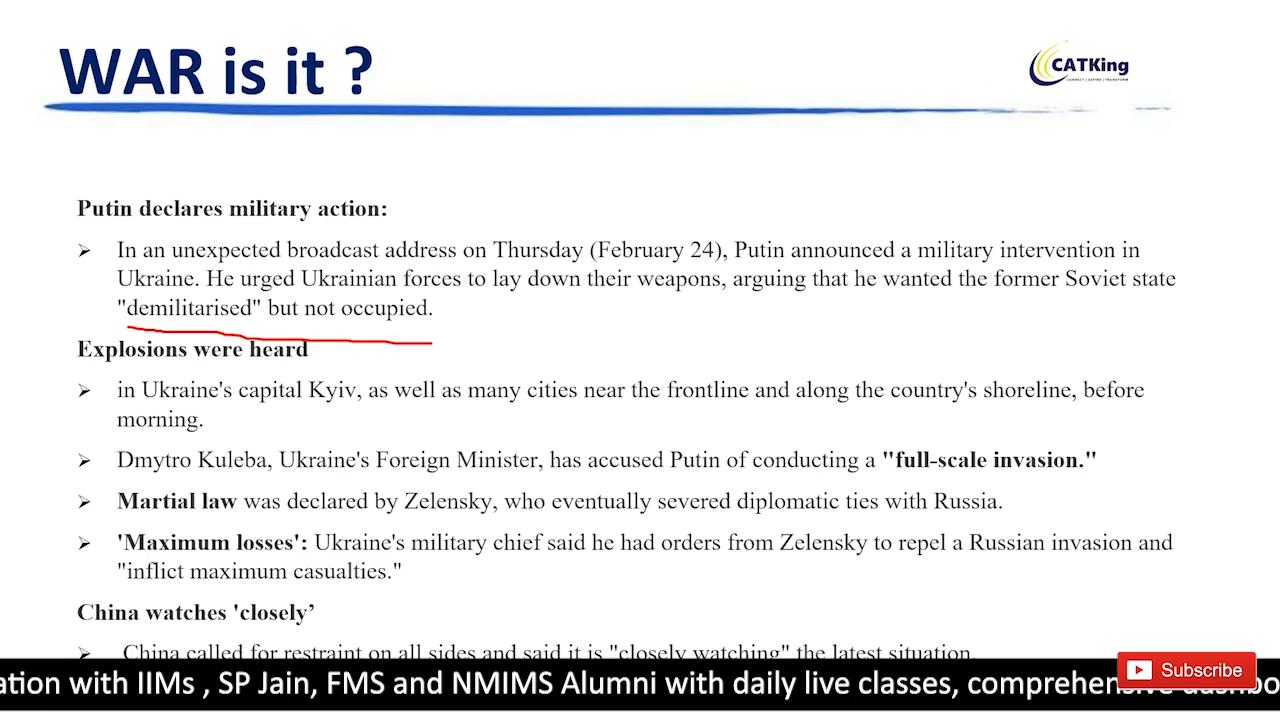 WAR is it ?
CATKing
CONNECT | ASPIRE | TRANSFORM
Putin declares military action:
➢ In an unexpected broadcast address on Thursday (February 24), Putin announced a military intervention in
Ukraine. He urged Ukrainian forces to lay down their weapons, arguing that he wanted the former Soviet state
"demilitarised" but not occupied.
Explosions were heard
➢ in Ukraine's capital Kyiv, as well as many cities near the frontline and along the country's shoreline, before
morning.
➢ Dmytro Kuleba, Ukraine's Foreign Minister, has accused Putin of conducting a "full-scale invasion."
➢ Martial law was declared by Zelensky, who eventually severed diplomatic ties with Russia.
➢ 'Maximum losses': Ukraine's military chief said he had orders from Zelensky to repel a Russian invasion and
"inflict maximum casualties."
China watches 'closely’
➢ China called for restraint on all sides and said it is "closely watching" the latest situation.
ation with IIMs , SP Jain, FMS and NMIMS Alumni with daily live classes,
Subscribe